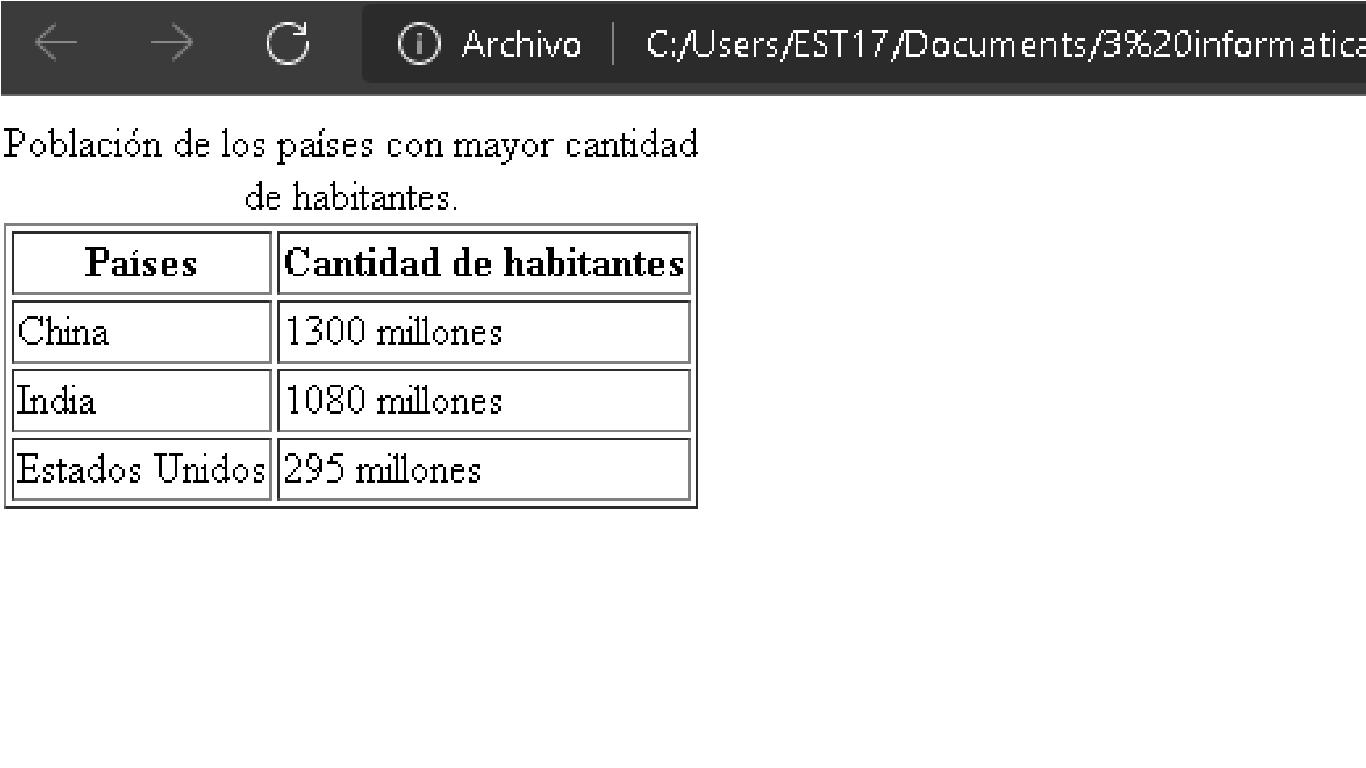 Archivo C:/Users/EST17/Documents/3%20informatica
Población de los países con mayor cantidad
de habitantes.
Países Cantidad de habitantes
China 1300 millones
India 1080 millones
Estados Unidos 295 millones